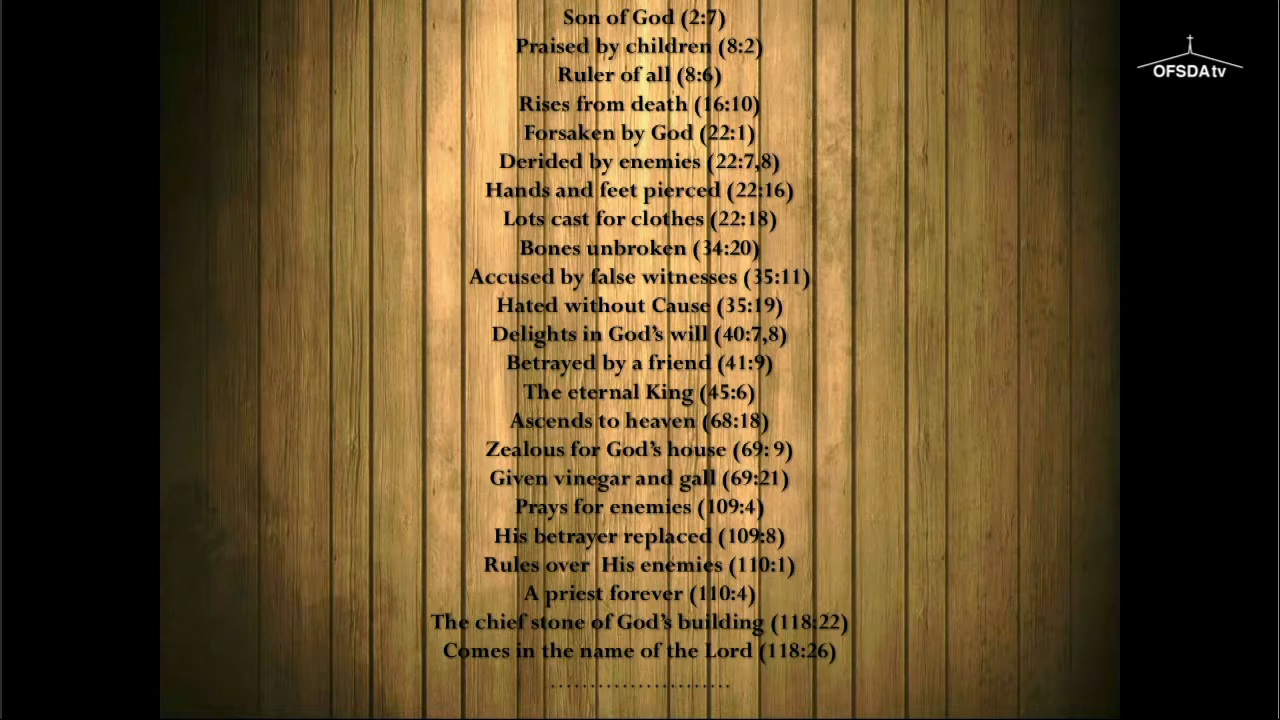 Son of God (2:7)
Praised by children (8:2)
Ruler of all (8:6)
Rises from death (16:10)
Forsaken by God (22:1)
Derided by enemies (22:7,8)
Hands and feet pierced (22:16)
Lots cast for clothes (22:18)
Bones unbroken (34:20)
Accused by false witnesses (35:11)
Hated without Cause (35:19)
Delights in God's will (40:7,8)
Betrayed by a friend (41:9)
The eternal King (45:6)
Ascends to heaven (68:18)
Zealous for God's house (69: 9)
Given vinegar and gall (69:21)
Prays for enemies (109:4)
His betrayer replaced (109:8)
Rules over  His enemies (110:1)
A priest forever (110:4)
The chief stone of God's building (118:22)
Comes in the name of the Lord (118:26)
.......................
OFSDAtv